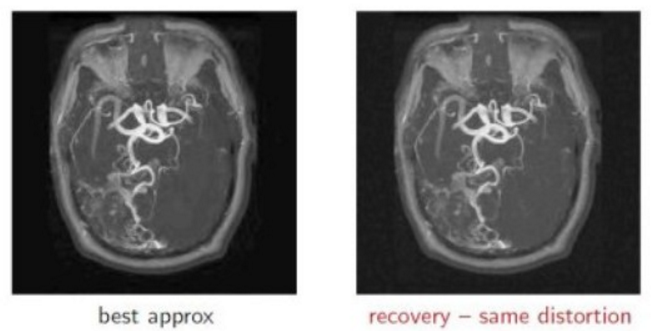 best approx
recovery – same distortion